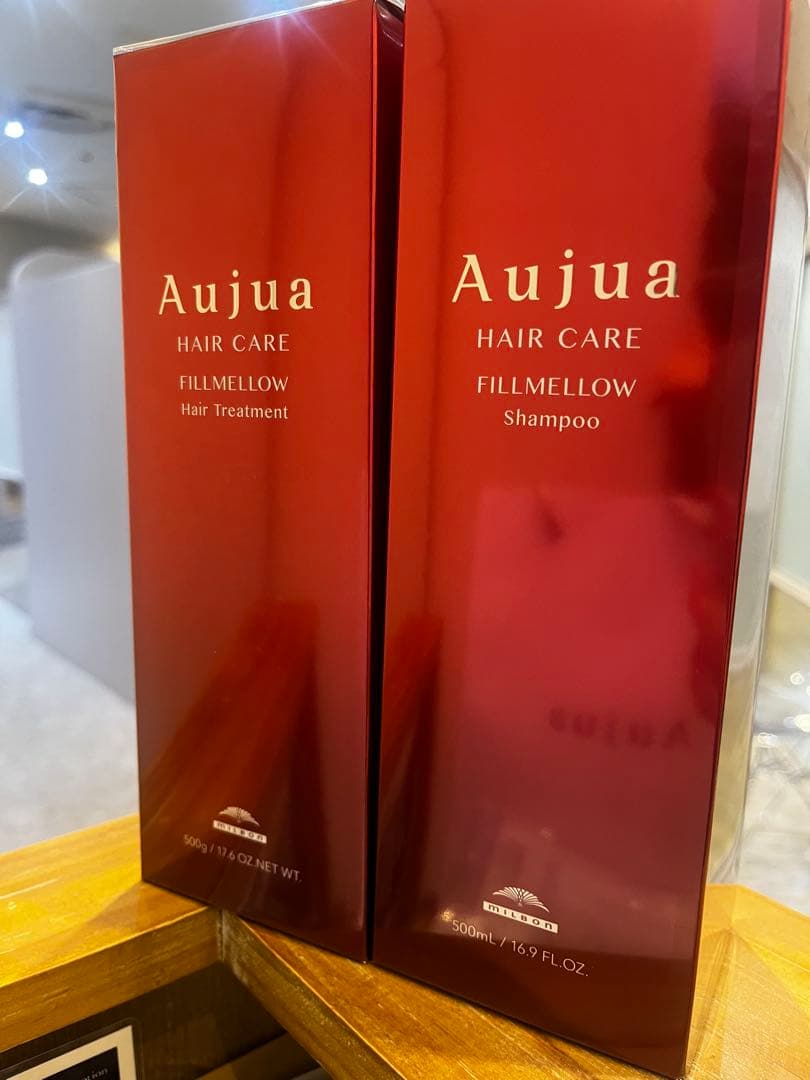 Aujua
HAIR CARE
FILLMELLOW
Hair Treatment
MILBON
500g / 17.6 OZ.NET WT.
Aujua
HAIR CARE
FILLMELLOW
Shampoo
MILBON
500mL / 16.9 FL.OZ.